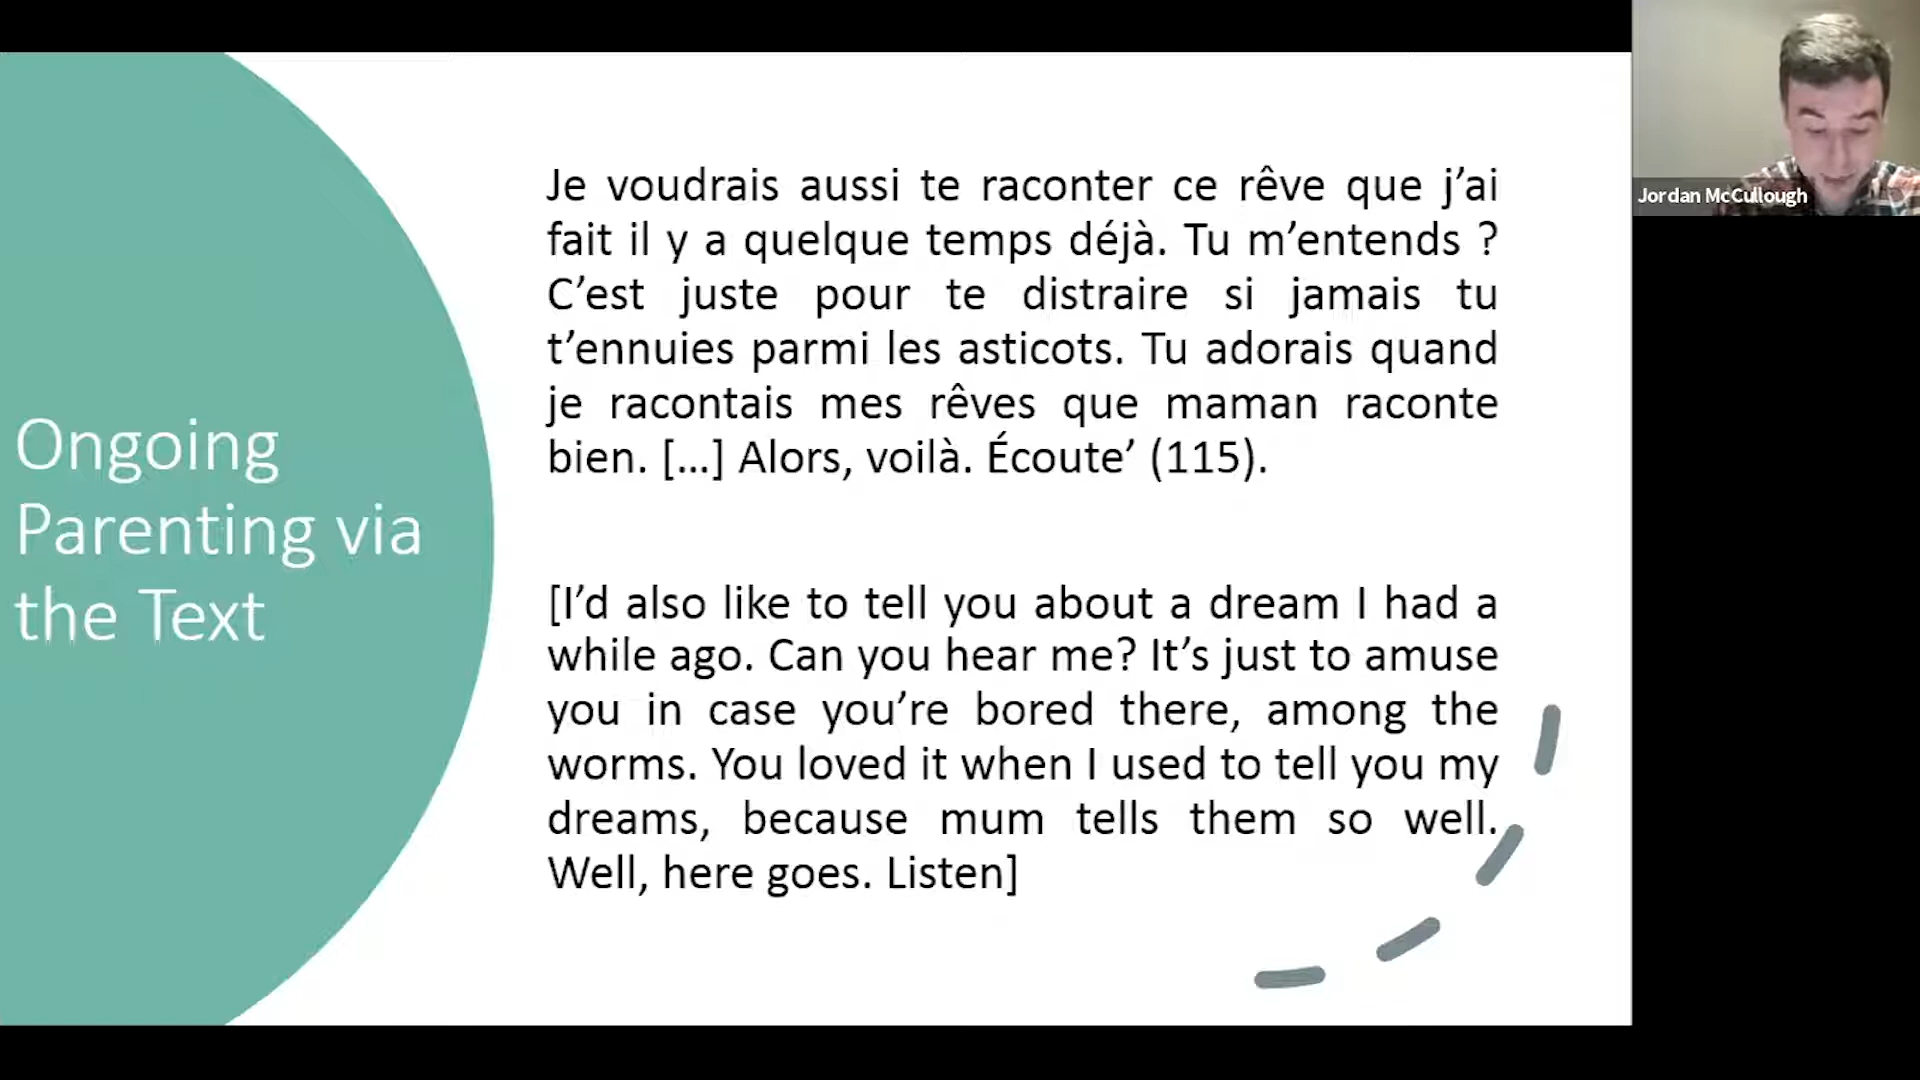 Ongoing
Parenting via
the Text
Je voudrais aussi te raconter ce rêve que j’ai
fait il y a quelque temps déjà. Tu m’entends ?
C’est juste pour te distraire si jamais tu
t’ennuies parmi les asticots. Tu adorais quand
je racontais mes rêves que maman raconte
bien. [...] Alors, voilà. Écoute’ (115).
[I’d also like to tell you about a dream I had a
while ago. Can you hear me? It’s just to amuse
you in case you’re bored there, among the
worms. You loved it when I used to tell you my
dreams, because mum tells them so well.
Well, here goes. Listen]
Jordan McCullough